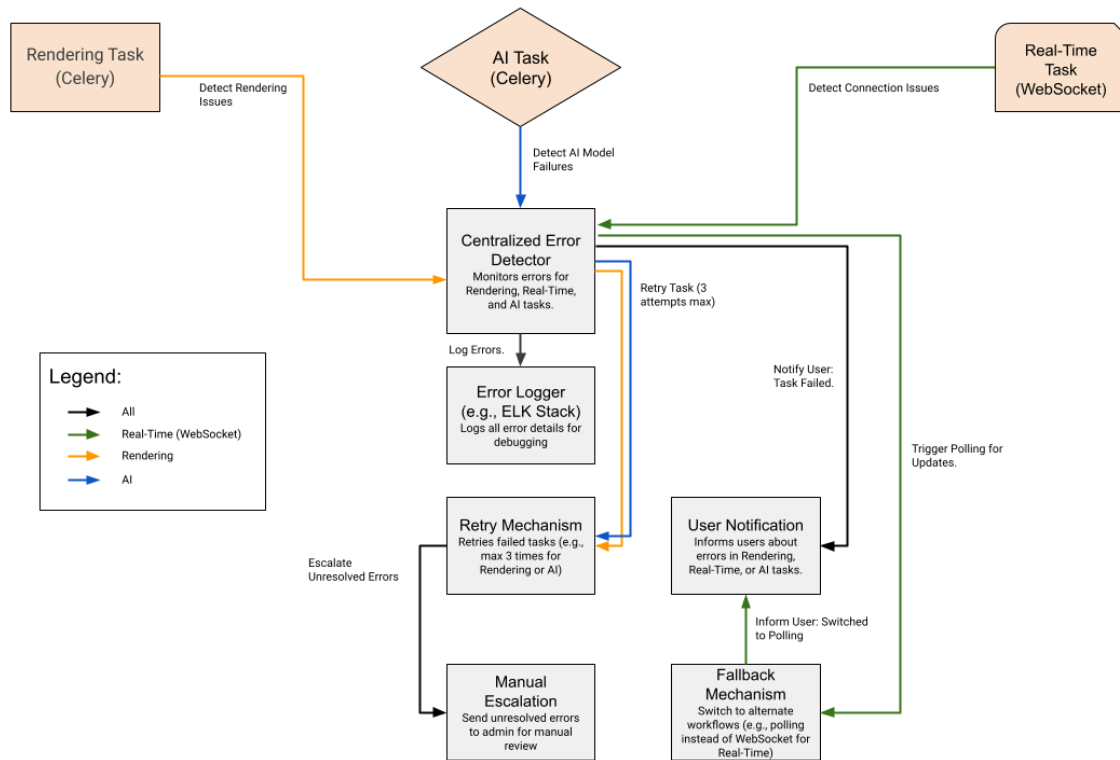 Rendering Task
(Celery)
AI Task
(Celery)
Real-Time
Task
(WebSocket)
Detect Rendering
Issues
Detect Connection Issues
Detect AI Model
Failures
Centralized Error
Detector
Monitors errors for
Rendering, Real-Time,
and AI tasks.
Retry Task (3
attempts max)
Log Errors.
Notify User:
Task Failed.
Legend:
All
Real-Time (WebSocket)
Rendering
AI
Error Logger
(e.g., ELK Stack)
Logs all error details for
debugging
Trigger Polling for
Updates.
Retry Mechanism
Retries failed tasks (e.g.,
max 3 times for
Rendering or AI)
User Notification
Informs users about
errors in Rendering,
Real-Time, or AI tasks.
Escalate
Unresolved Errors
Inform User: Switched
to Polling
Manual
Escalation
Send unresolved errors
to admin for manual
review
Fallback
Mechanism
Switch to alternate
workflows (e.g., polling
instead of WebSocket for
Real-Time)